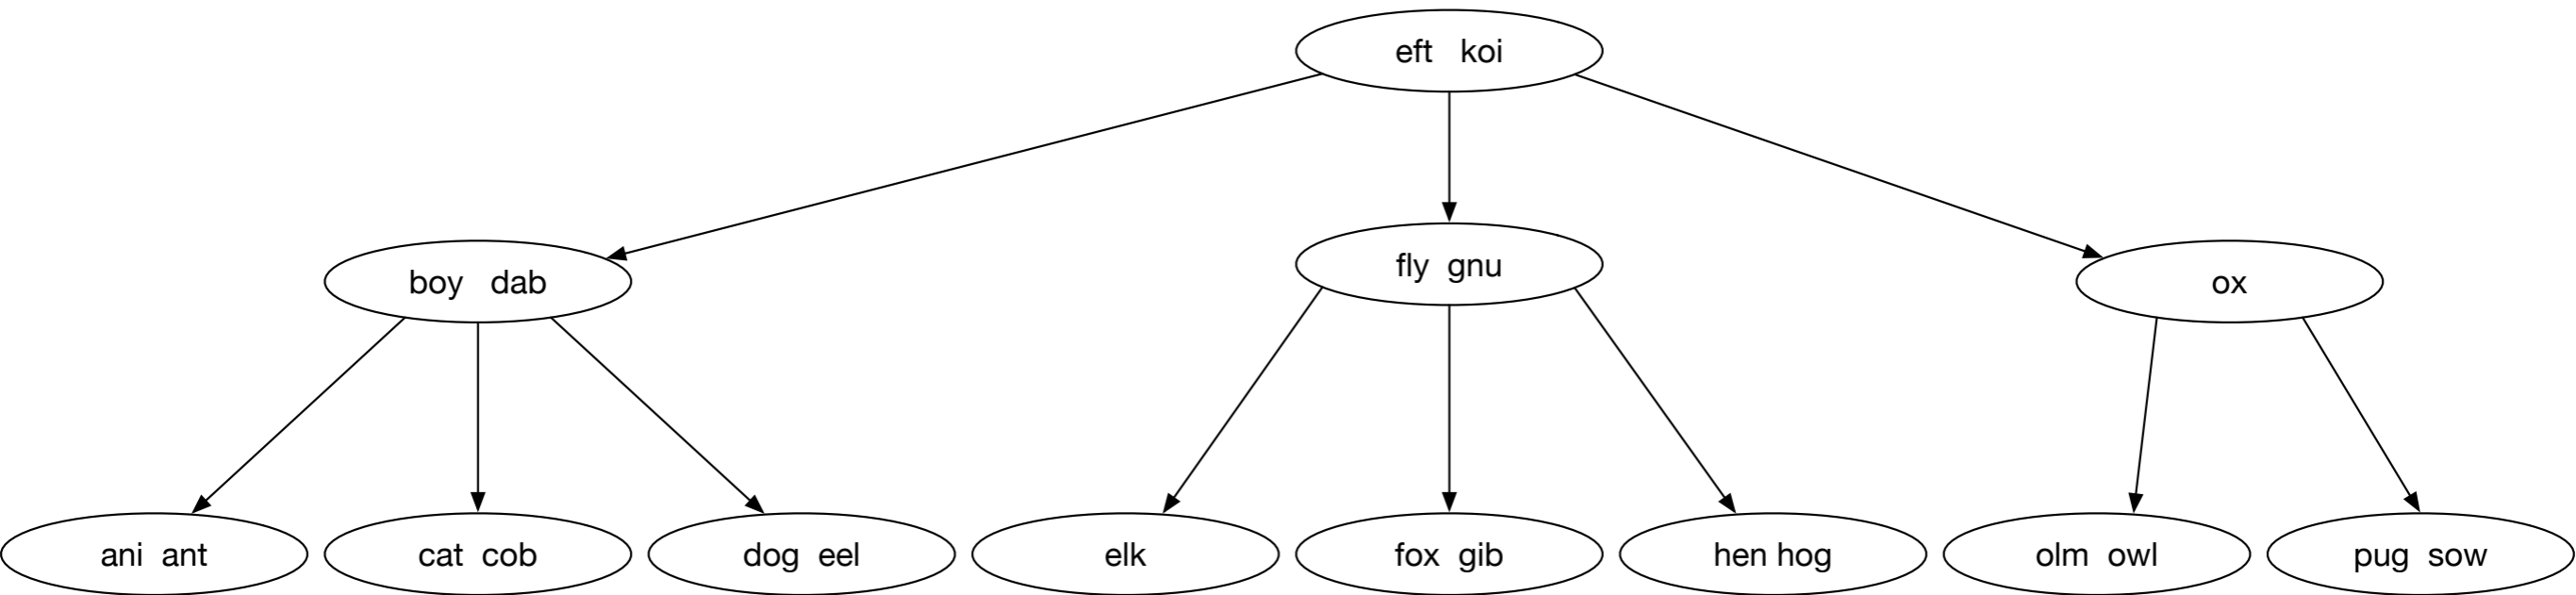 eft koi
boy dab
fly gnu
ox
ani ant
cat cob
dog eel
elk
fox gib
hen hog
olm owl
pug sow